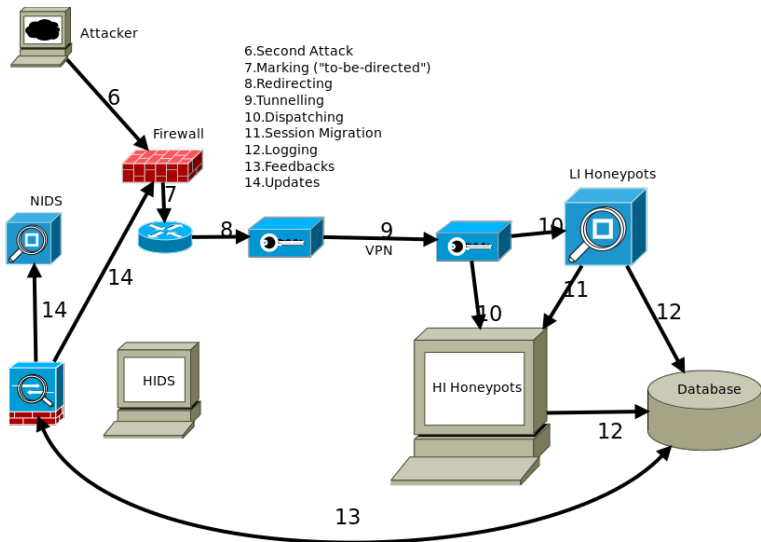 Attacker
6.Second Attack
7.Marking ("to-be-directed")
8.Redirecting
9.Tunnelling
10.Dispatching
11.Session Migration
12.Logging
13.Feedbacks
14.Updates
6
Firewall
7
LI Honeypots
NIDS
8
9
VPN
10
14
14
11
10
12
HIDS
HI Honeypots
Database
12
13